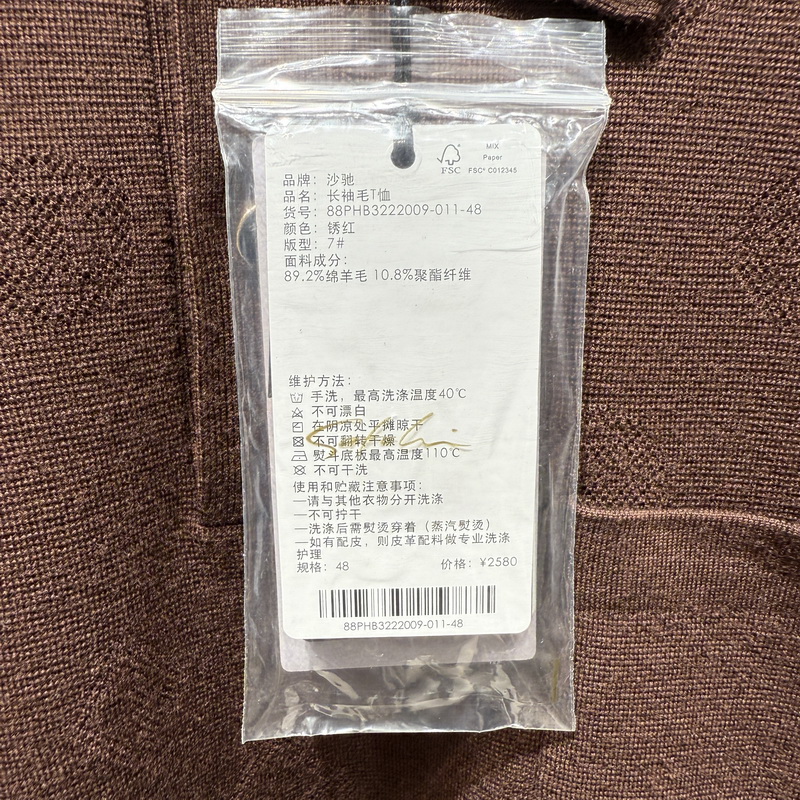 MIX
Paper
FSC
FSC® C012345
品牌：沙驰
品名：长袖毛T恤
货号：88PHB3222009-011-48
颜色：锈红
版型：7#
面料成分：
89.2%绵羊毛 10.8%聚酯纤维
维护方法：
手洗，最高洗涤温度40℃
不可漂白
在阴凉处平摊晾干
不可翻转干燥
熨斗底板最高温度110℃
不可干洗
使用和贮藏注意事项：
—请与其他衣物分开洗涤
—不可拧干
—洗涤后需熨烫穿着（蒸汽熨烫）
—如有配皮，则皮革配料做专业洗涤
护理
规格：48 价格：¥2580
88PHB3222009-011-48